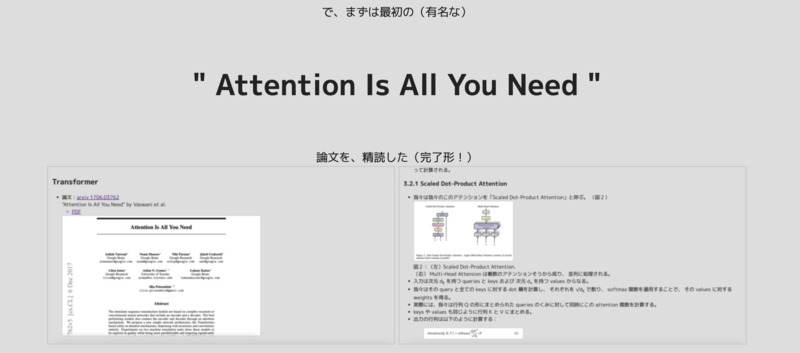 で、まずは最初の（有名な）
" Attention Is All You Need "
論文を、精読した（完了形！）
Transformer
論文：arxiv 1706.03762
"Attention Is All You Need" by Vaswani et al.
PDF
Attention Is All You Need
Abstract
って計算される。
3.2.1 Scaled Dot-Product Attention
我々は我々のこのアテンションを「Scaled Dot-Product Attention」と呼ぶ。（図２）
図２：（左）Scaled Dot-Product Attention.
（右） Multi-Head Attension は複数のアテンションそうから成り、 並列に処理される。
入力は次元 dₖ を持つ queries と keys および 次元 dᵥ を持つ values からなる。
我々はその query と全ての keys に対する dot 積を計算し、 それぞれを √dₖ で割り、 softmax 関数を適用することで、 その values に対する
weights を得る。
実際には、我々は行列 Q の形にまとめられた queries のくみに対して同時にこの attention 関数を計算する。
keys や values も同じように行列 K と V にまとめる。
出力の行列は以下のように計算する：